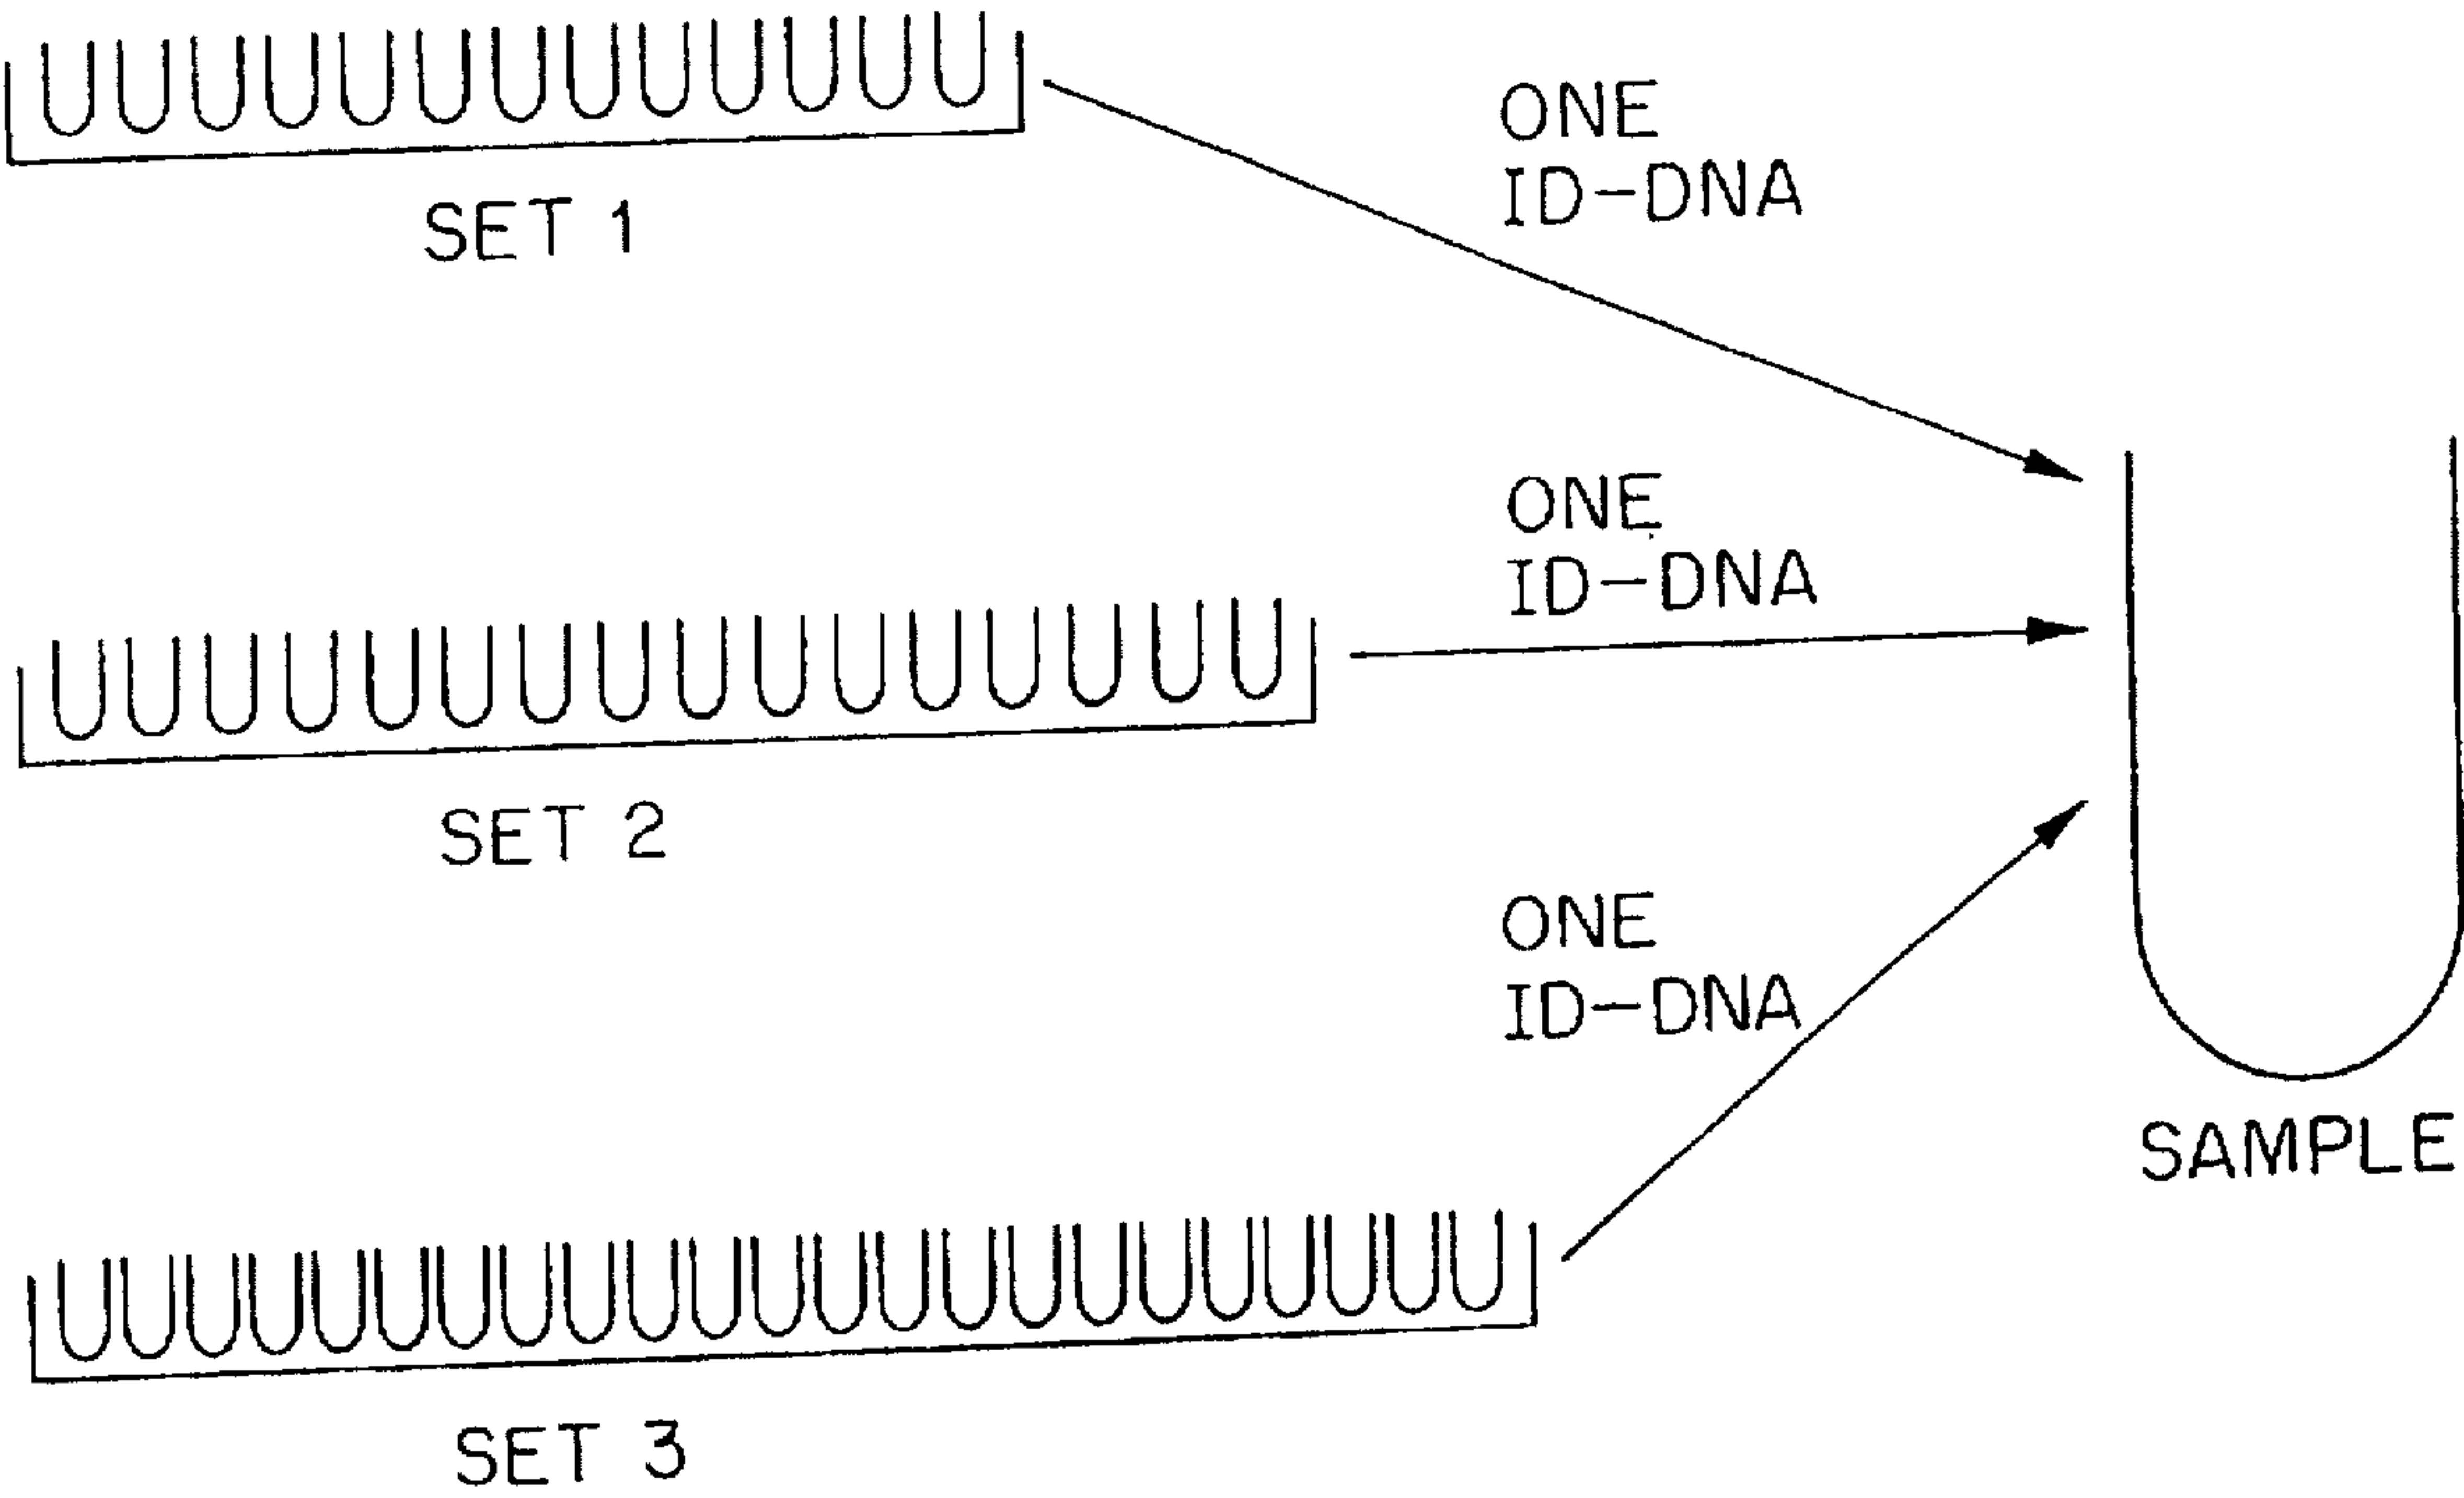 SET 1
ONE
ID-DNA
SET 2
ONE
ID-DNA
SET 3
ONE
ID-DNA
SAMPLE